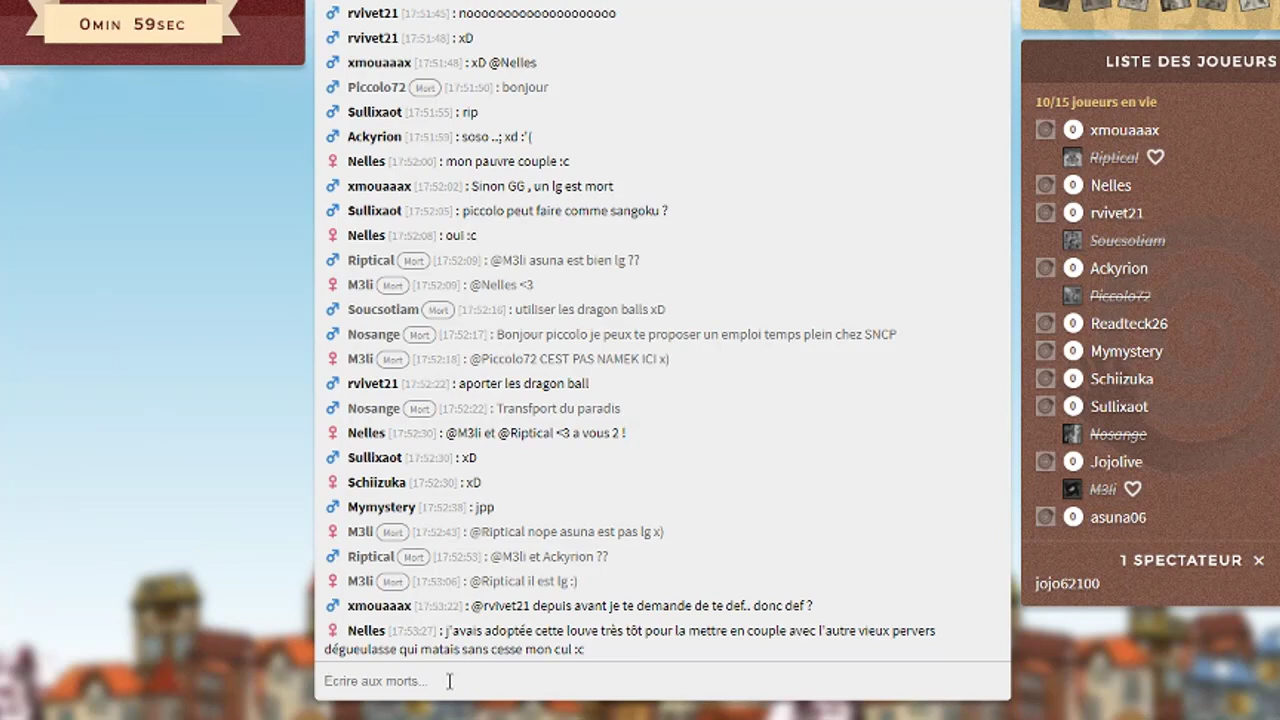 0MIN 59SEC
rvivet21 [17:51:45] : noooooooooooooooooooo
rvivet21 [17:51:48] : xD
xmouaaax [17:51:48] : xD @Nelles
Piccolo72 Mort [17:51:50] : bonjour
Sullixaot [17:51:55] : rip
Ackyrion [17:51:59] : soso ..; xd :'(
Nelles [17:52:00] : mon pauvre couple :c
xmouaaax [17:52:02] : Sinon GG , un lg est mort
Sullixaot [17:52:05] : piccolo peut faire comme sangoku ?
Nelles [17:52:08] : oui :c
Riptical Mort [17:52:09] : @M3li asuna est bien lg ??
M3li Mort [17:52:09] : @Nelles <3
Soucsotiam Mort [17:52:16] : utiliser les dragon balls xD
Nosange Mort [17:52:17] : Bonjour piccolo je peux te proposer un emploi temps plein chez SNCP
M3li Mort [17:52:18] : @Piccolo72 CEST PAS NAMEK ICI x)
rvivet21 [17:52:22] : aporter les dragon ball
Nosange Mort [17:52:22] : Transfport du paradis
Nelles [17:52:30] : @M3li et @Riptical <3 a vous 2 !
Sullixaot [17:52:30] : xD
Schiizuka [17:52:30] : xD
Mymystery [17:52:38] : jpp
M3li Mort [17:52:43] : @Riptical nope asuna est pas lg x)
Riptical Mort [17:52:53] : @M3li et Ackyrion ??
M3li Mort [17:53:06] : @Riptical il est lg :)
xmouaaax [17:53:22] : @rvivet21 depuis avant je te demande de te def.. donc def ?
Nelles [17:53:27] : j'avais adoptée cette louve très tôt pour la mettre en couple avec l'autre vieux pervers
dégueulasse qui matais sans cesse mon cul :c
Ecrire aux morts...
LISTE DES JOUEURS
10/15 joueurs en vie
0 xmouaaax
Riptical
0 Nelles
0 rvivet21
Soucsotiam
0 Ackyrion
Piccolo72
0 Readteck26
0 Mymystery
0 Schiizuka
0 Sullixaot
Nosange
0 Jojolive
M3li
0 asuna06
1 SPECTATEUR ×
jojo62100